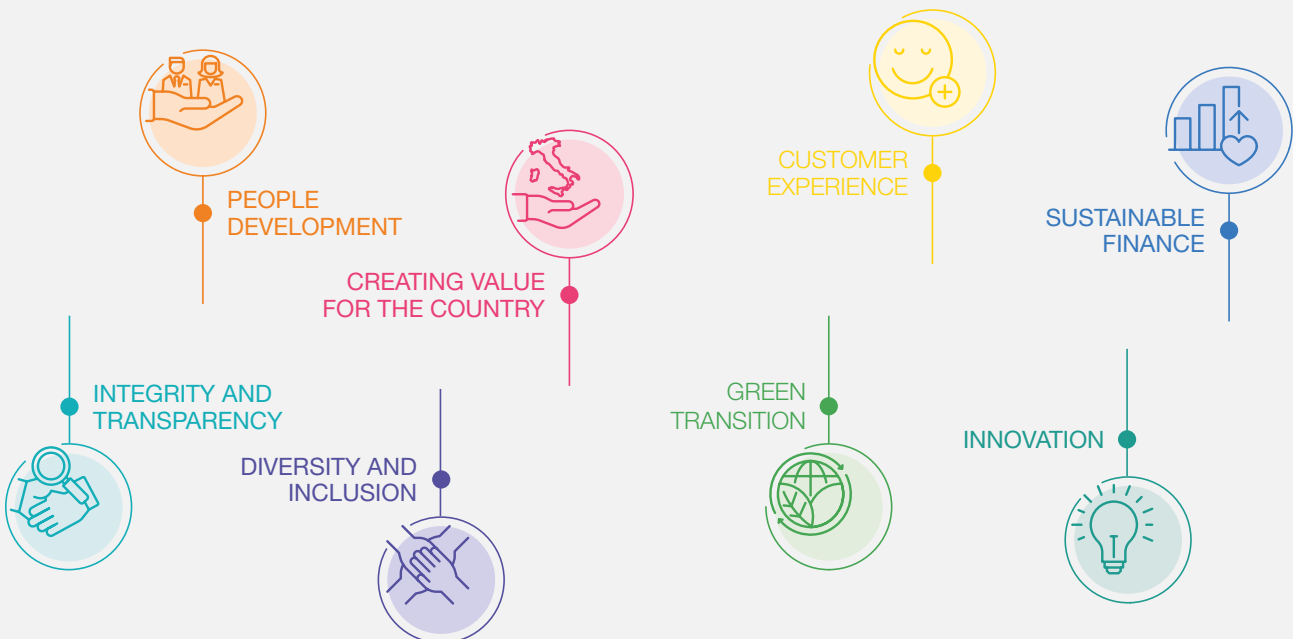 PEOPLE
DEVELOPMENT
CREATING VALUE
FOR THE COUNTRY
CUSTOMER
EXPERIENCE
SUSTAINABLE
FINANCE
INTEGRITY AND
TRANSPARENCY
DIVERSITY AND
INCLUSION
GREEN
TRANSITION
INNOVATION